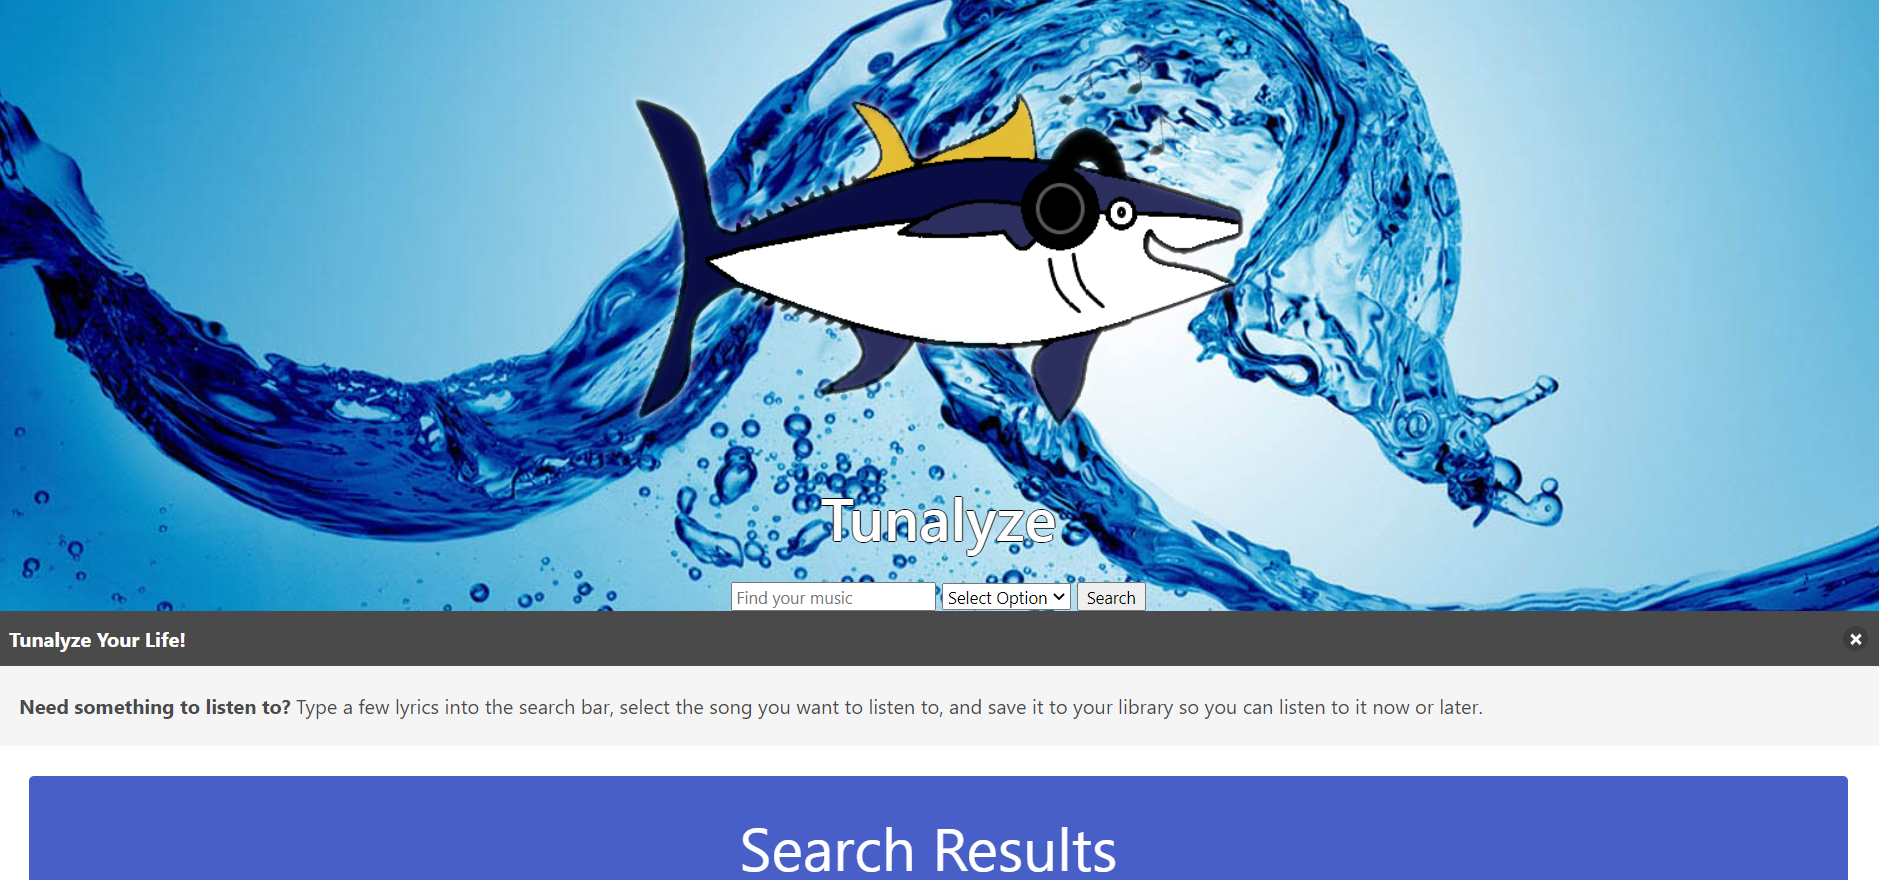 Tunalyze
Find your music Select Option Search
Tunalyze Your Life!
Need something to listen to? Type a few lyrics into the search bar, select the song you want to listen to, and save it to your library so you can listen to it now or later.
Search Results